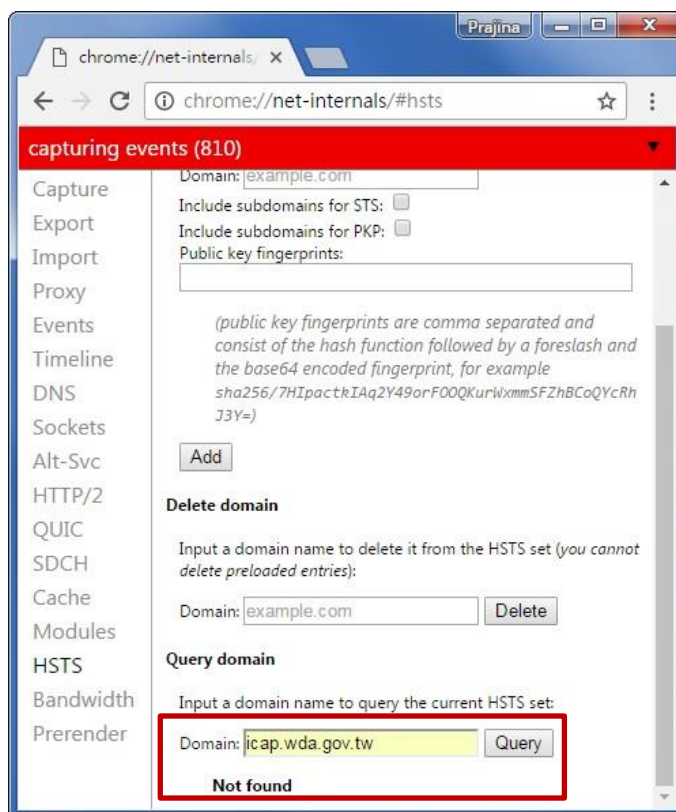 Prajina
chrome://net-internals/
chrome://net-internals/#hsts
capturing events (810)
Capture
Export
Import
Proxy
Events
Timeline
DNS
Sockets
Alt-Svc
HTTP/2
QUIC
SDCH
Cache
Modules
HSTS
Bandwidth
Prerender
Domain: example.com
Include subdomains for STS:
Include subdomains for PKP:
Public key fingerprints:
(public key fingerprints are comma separated and
consist of the hash function followed by a foreslash and
the base64 encoded fingerprint, for example
sha256/7HIpactkIAq2Y49orFOOQKurWxmmSFZhBCoQYcRh
J3Y=)
Add
Delete domain
Input a domain name to delete it from the HSTS set (you cannot
delete preloaded entries):
Domain: example.com Delete
Query domain
Input a domain name to query the current HSTS set:
Domain: icap.wda.gov.tw Query
Not found